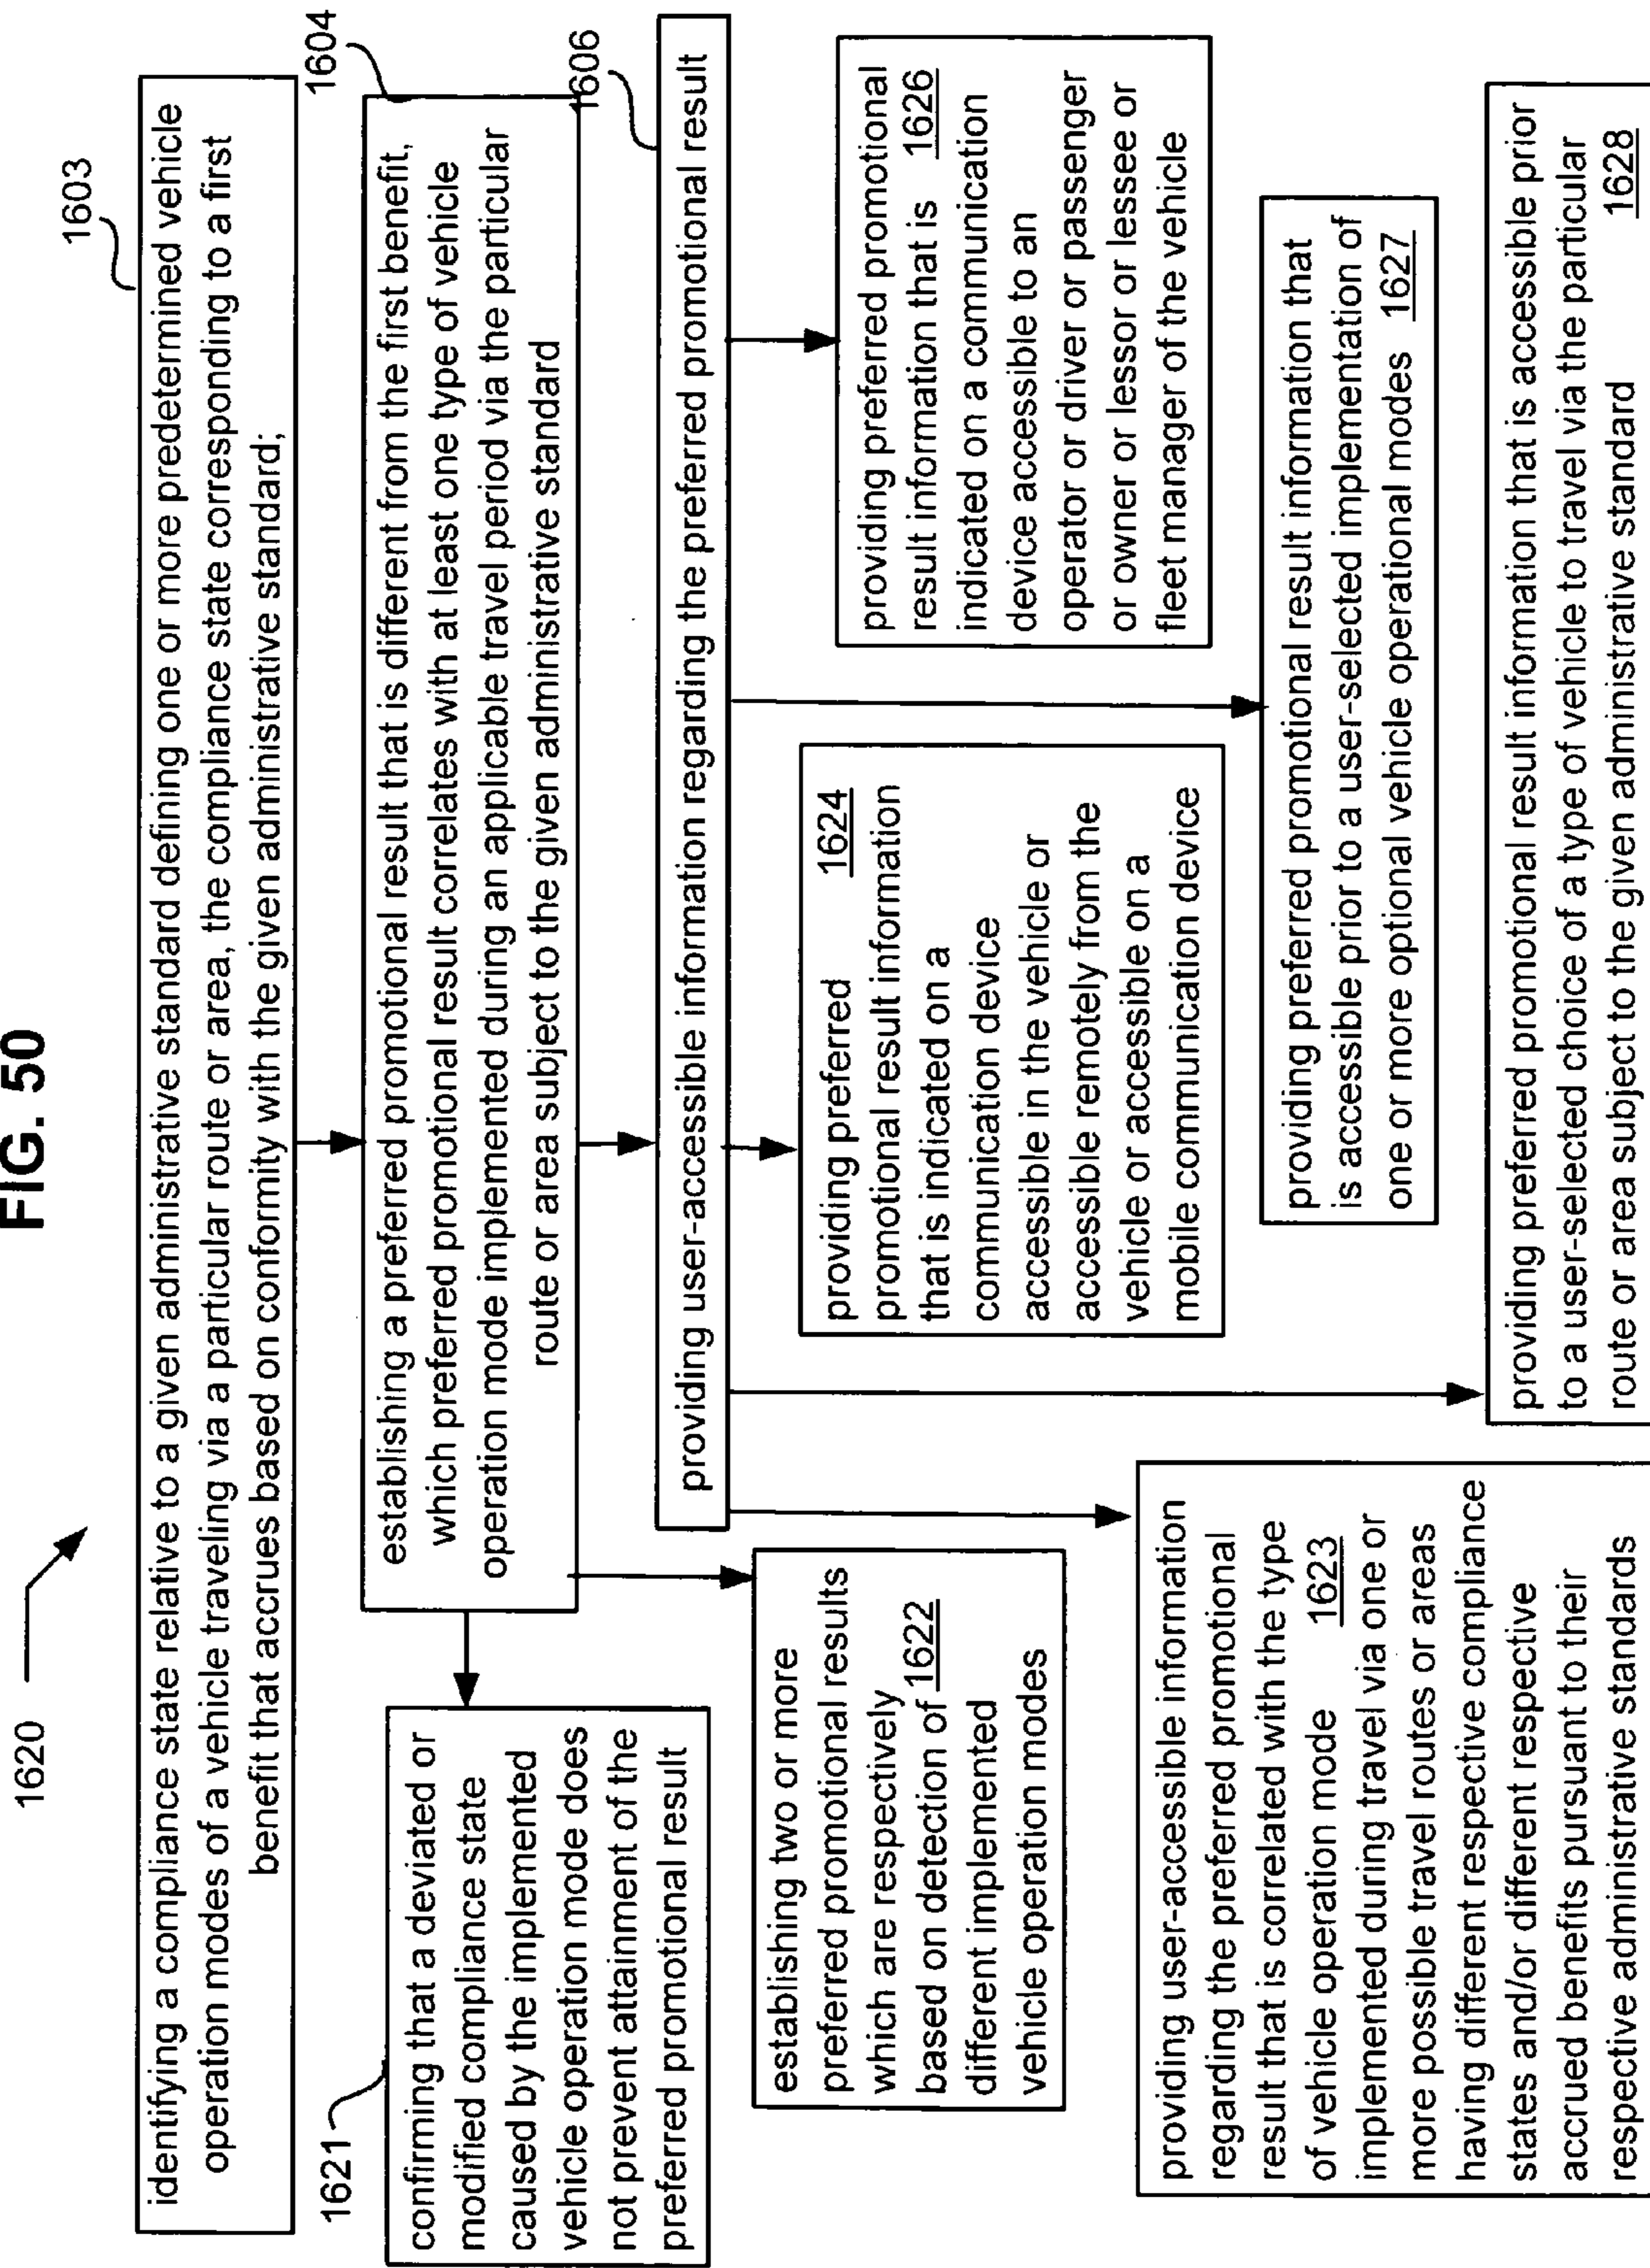 FIG. 50
1620
1603
identifying a compliance state relative to a given administrative standard defining one or more predetermined vehicle
operation modes of a vehicle traveling via a particular route or area, the compliance state corresponding to a first
benefit that accrues based on conformity with the given administrative standard;
1604
establishing a preferred promotional result that is different from the first benefit,
which preferred promotional result correlates with at least one type of vehicle
operation mode implemented during an applicable travel period via the particular
route or area subject to the given administrative standard
1606
providing user-accessible information regarding the preferred promotional result
1621
confirming that a deviated or
modified compliance state
caused by the implemented
vehicle operation mode does
not prevent attainment of the
preferred promotional result
establishing two or more
preferred promotional results
which are respectively
based on detection of 1622
different implemented
vehicle operation modes
providing user-accessible information
regarding the preferred promotional
result that is correlated with the type
of vehicle operation mode 1623
implemented during travel via one or
more possible travel routes or areas
having different respective compliance
states and/or different respective
accrued benefits pursuant to their
respective administrative standards
providing preferred 1624
promotional result information
that is indicated on a
communication device
accessible in the vehicle or
accessible remotely from the
vehicle or accessible on a
mobile communication device
providing preferred promotional
result information that is 1626
indicated on a communication
device accessible to an
operator or driver or passenger
or owner or lessor or lessee or
fleet manager of the vehicle
providing preferred promotional result information that
is accessible prior to a user-selected implementation of
one or more optional vehicle operational modes 1627
providing preferred promotional result information that is accessible prior
to a user-selected choice of a type of vehicle to travel via the particular
route or area subject to the given administrative standard 1628